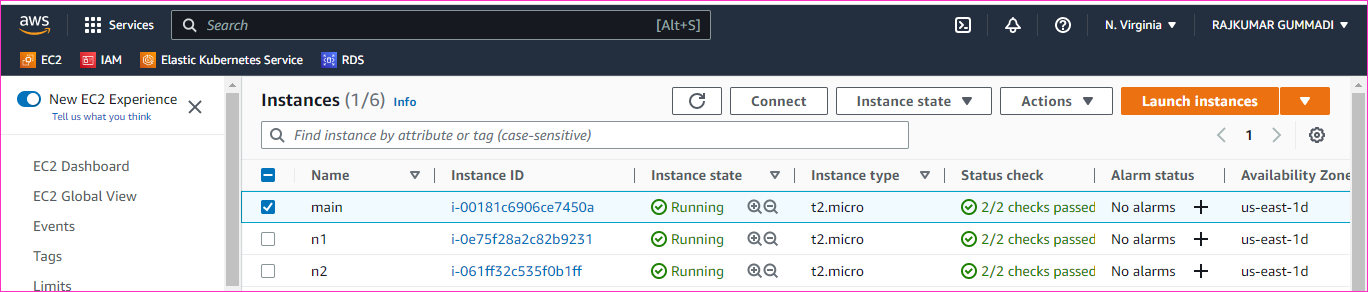 aws Services Search [Alt+S] N. Virginia RAJKUMAR GUMMADI
EC2 IAM Elastic Kubernetes Service RDS
New EC2 Experience
Tell us what you think
EC2 Dashboard
EC2 Global View
Events
Tags
Limits
Instances (1/6) Info Connect Instance state Actions Launch instances
Find instance by attribute or tag (case-sensitive) 1
Name Instance ID Instance state Instance type Status check Alarm status Availability Zone
main i-00181c6906ce7450a Running t2.micro 2/2 checks passed No alarms + us-east-1d
n1 i-0e75f28a2c82b9231 Running t2.micro 2/2 checks passed No alarms + us-east-1d
n2 i-061ff32c535f0b1ff Running t2.micro 2/2 checks passed No alarms + us-east-1d